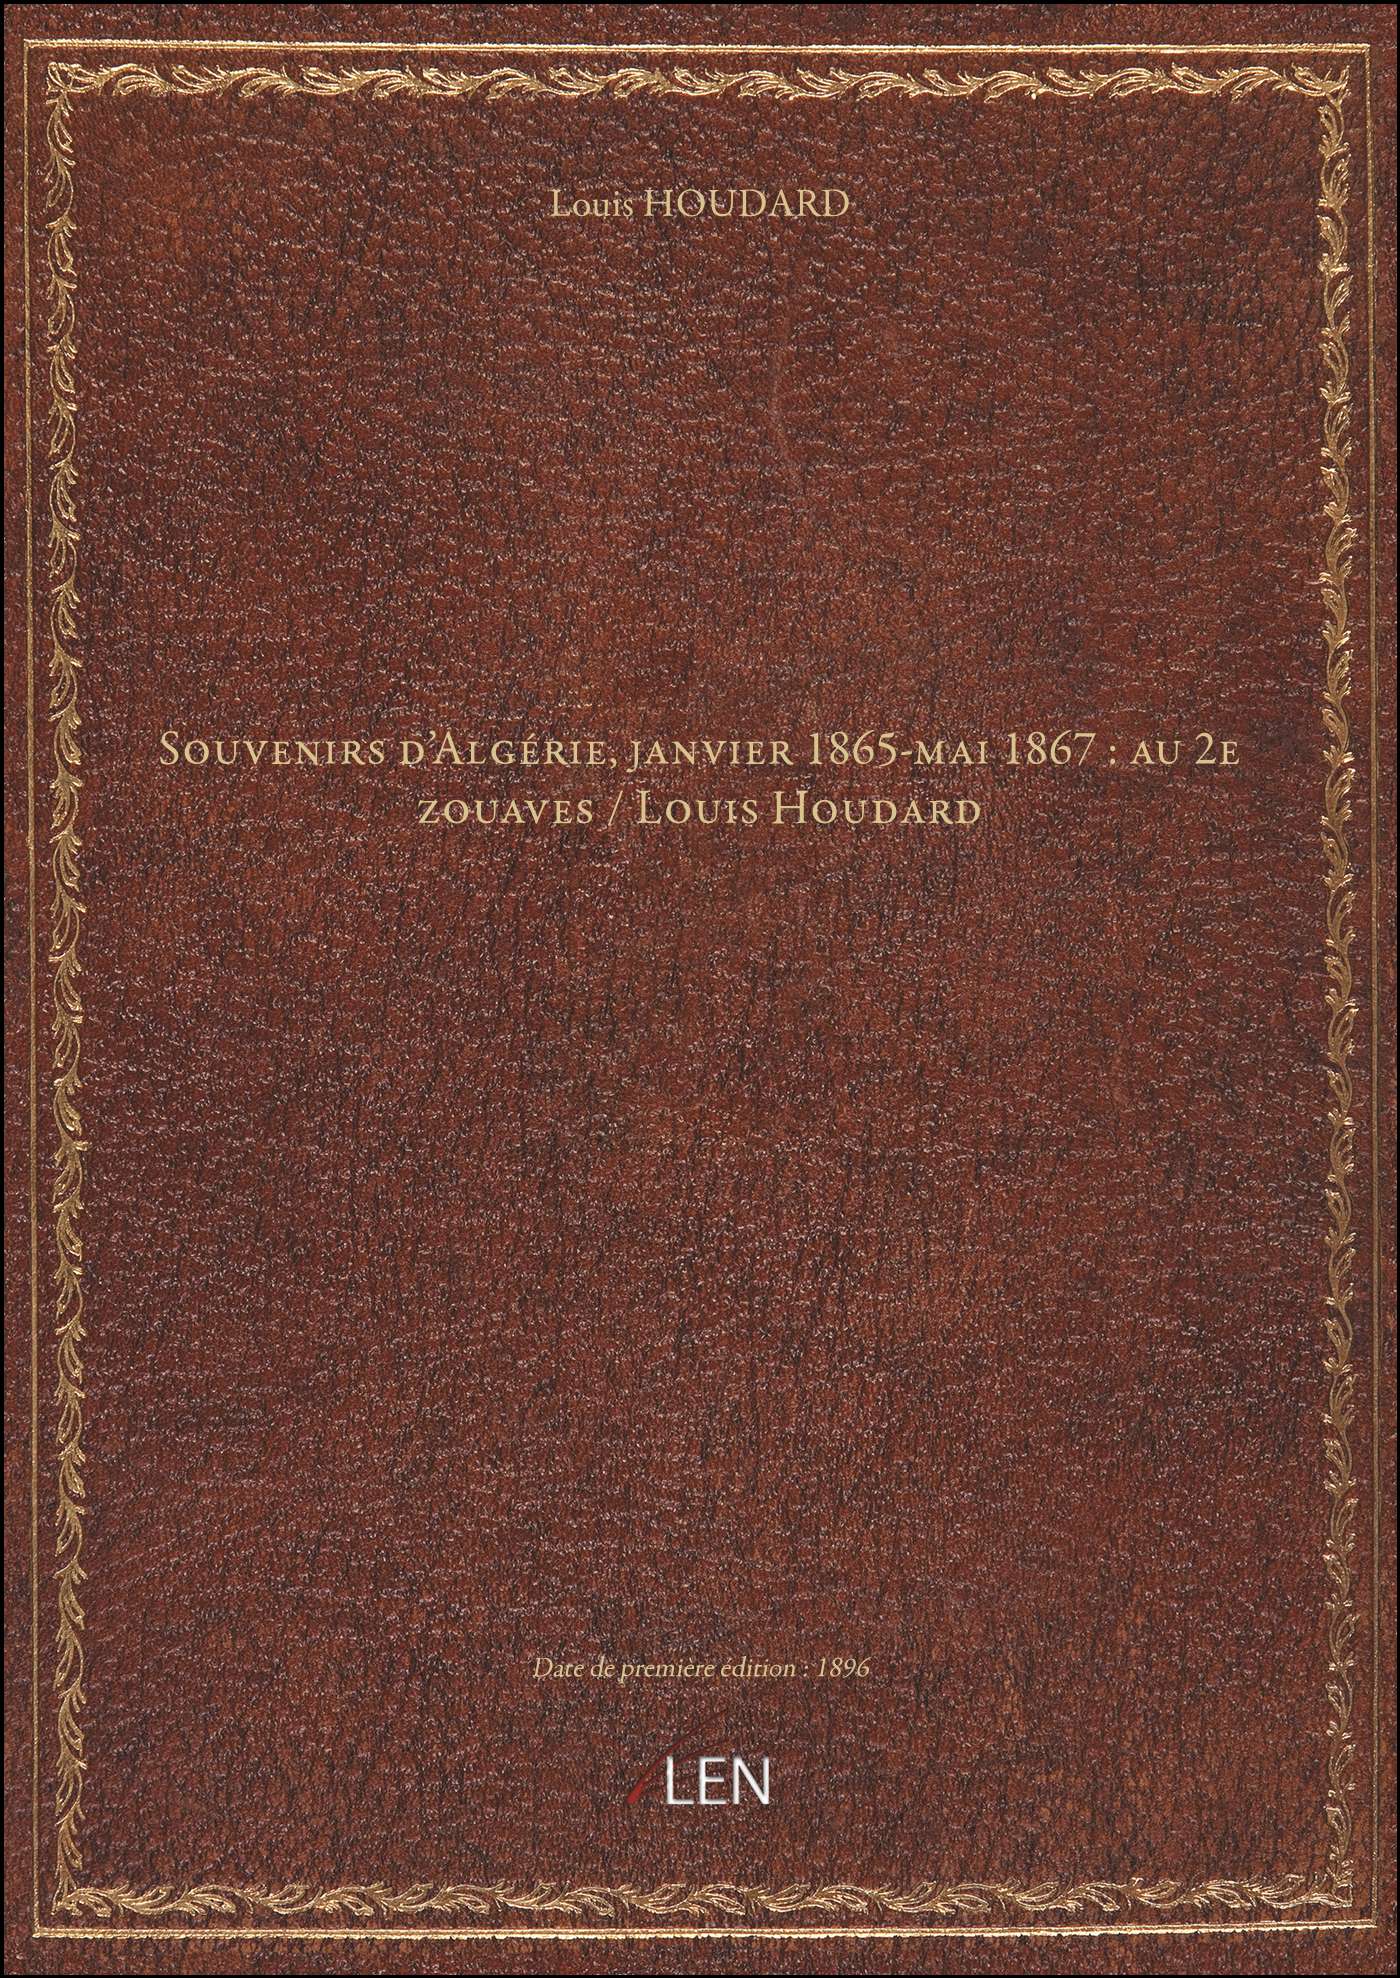 Louis HOUDARD
Souvenirs d'Algérie, janvier 1865-mai 1867 : au 2e
zouaves / Louis Houdard
Date de première édition : 1896
LEN